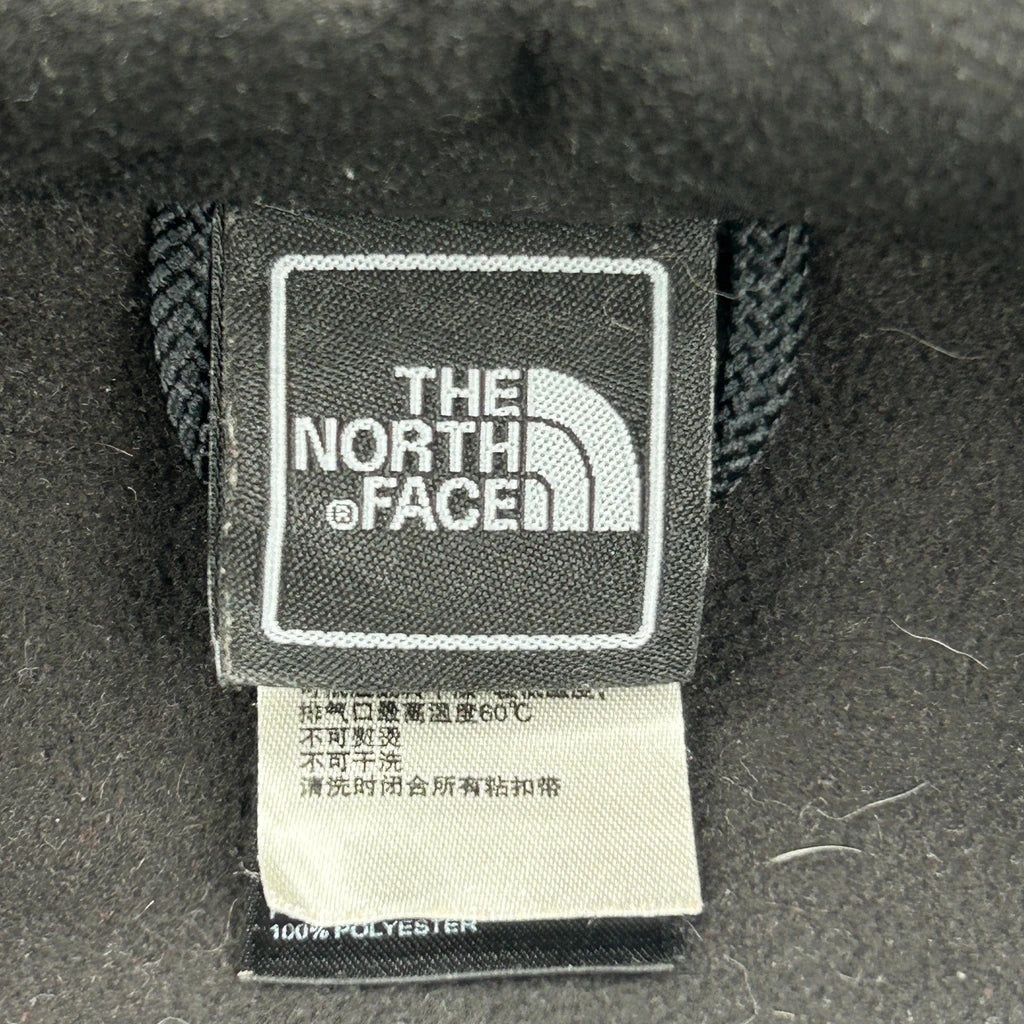 THE
NORTH
®FACE
排气口最高温度60℃
不可熨烫
不可干洗
清洗时闭合所有粘扣带
100% POLYESTER